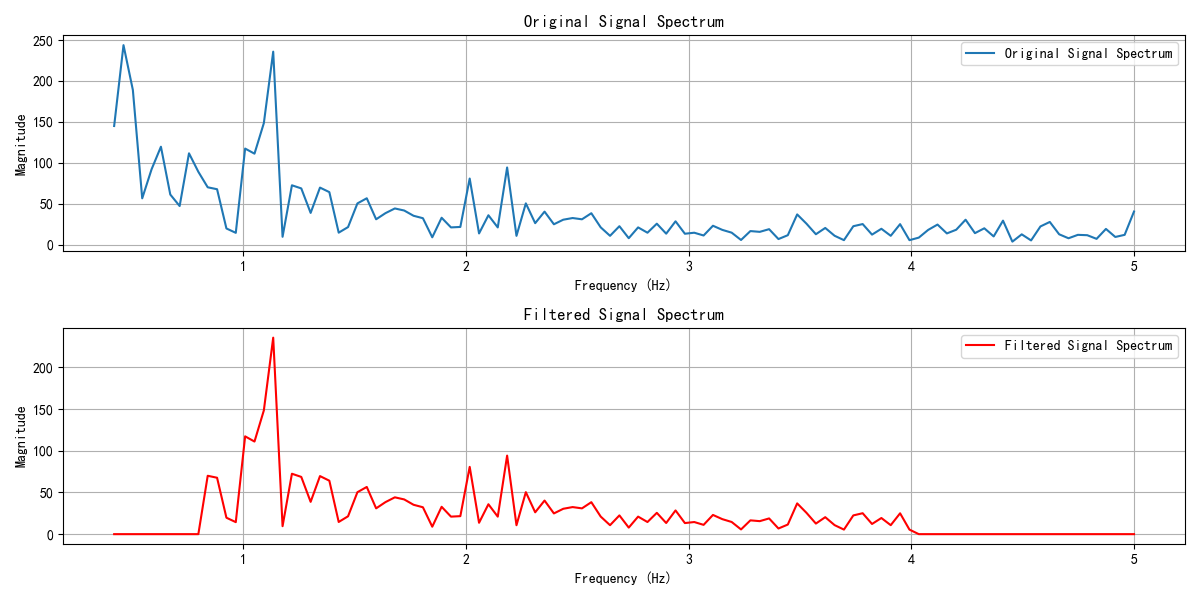 Original Signal Spectrum
250
200
150
100
50
0
Magnitude
Original Signal Spectrum
1
2
3
4
5
Frequency (Hz)
Filtered Signal Spectrum
200
150
100
50
0
Magnitude
Filtered Signal Spectrum
1
2
3
4
5
Frequency (Hz)